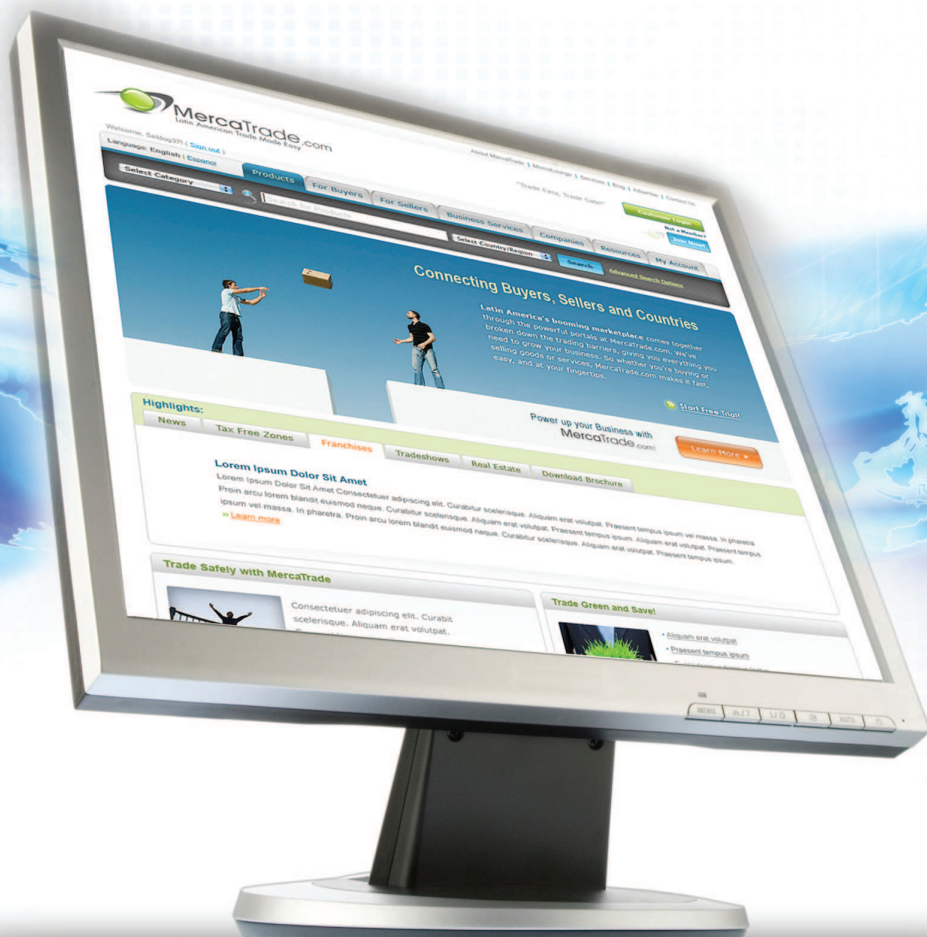 MercaTrade.com
Latin American Trade Made Easy
About MercaTrade | | Services | Blog | Advertise | Contact Us
Welcome, ( Sign out )
Language: English | Espanol
"Trade Easy, Trade Safe!"
Customer Login
Not a Member?
Join Now!
Products
For Buyers
For Sellers
Business Services
Companies
Resources
My Account
Select Category
Search for Products
Select Country/Region
Search
Advanced Search Options
Connecting Buyers, Sellers and Countries
Latin America's booming marketplace comes together
through the powerful portals at MercaTrade.com. We've
broken down the trading barriers, giving you everything you
need to grow your business. So whether you're buying or
selling goods or services, MercaTrade.com makes it fast,
easy, and at your fingertips.
Start Free Trial!
Power up your Business with
MercaTrade.com!
Learn More »
Highlights:
News
Tax Free Zones
Franchises
Tradeshows
Real Estate
Download Brochure
Lorem Ipsum Dolor Sit Amet
Lorem Ipsum Dolor Sit Amet Consectetuer adipiscing elit. Curabitur scelerisque. Aliquam erat volutpat. Praesent tempus ipsum vel massa. In pharetra
Proin arcu lorem blandit euismod neque. Curabitur scelerisque. Aliquam erat volutpat. Praesent tempus ipsum. Aliquam erat volutpat. Praesent tempus
ipsum vel massa. In pharetra. Proin arcu lorem blandit euismod neque. Curabitur scelerisque. Aliquam erat volutpat. Praesent tempus ipsum.
» Learn more
Trade Safely with MercaTrade
Consectetuer adipiscing elit. Curabit
scelerisque. Aliquam erat volutpat.
Trade Green and Save!
• Aliquam erat volutpat
• Praesent tempus ipsum
MENU
AUTO